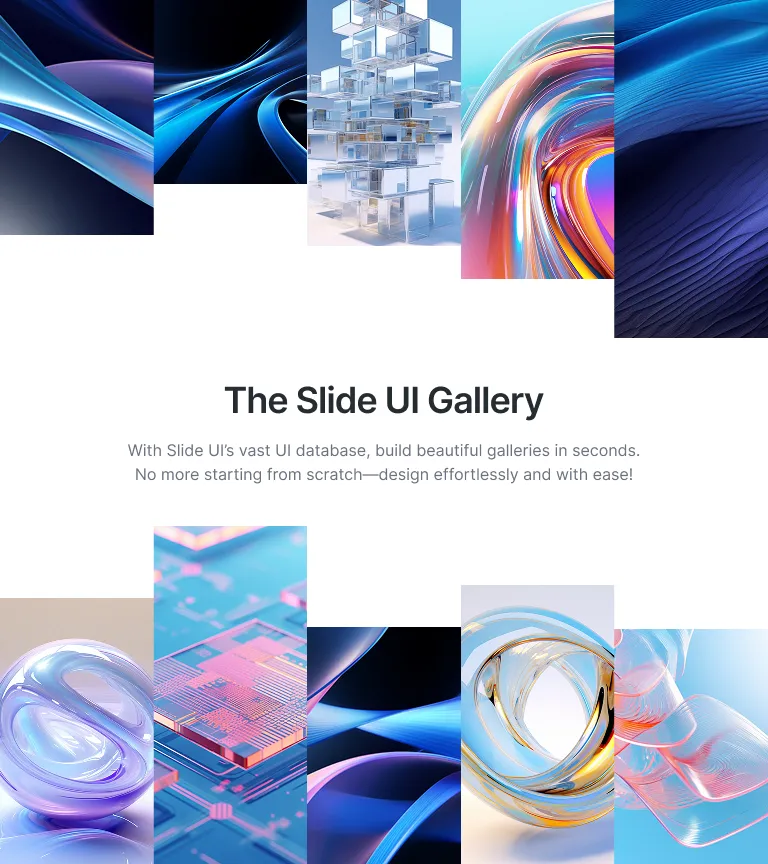 The Slide UI Gallery
With Slide UI’s vast UI database, build beautiful galleries in seconds.
No more starting from scratch—design effortlessly and with ease!